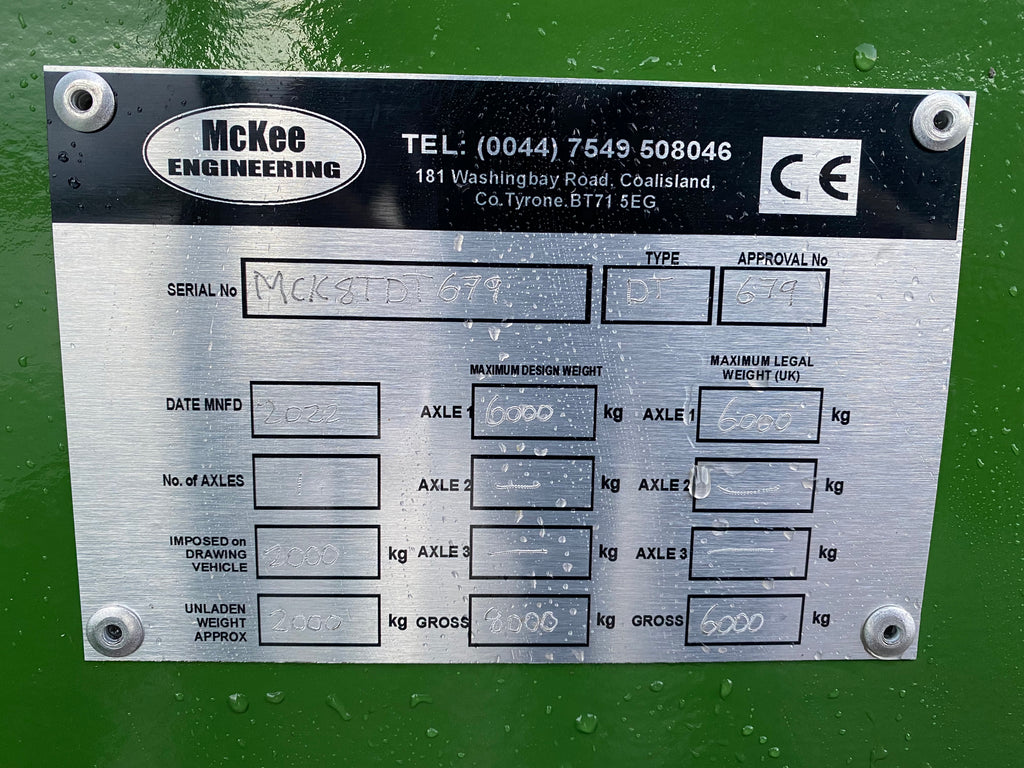 McKee
ENGINEERING
TEL: (0044) 7549 508046
181 Washingbay Road, Coalisland,
Co.Tyrone.BT71 5EG
CE
SERIAL No MCK8TDT679
TYPE DT
APPROVAL No 679
MAXIMUM DESIGN WEIGHT
MAXIMUM LEGAL
WEIGHT (UK)
DATE MNFD 2022 AXLE 1 6000 kg AXLE 1 6000 kg
No. of AXLES 1 AXLE 2 — kg AXLE 2 — kg
IMPOSED on
DRAWING
VEHICLE 2000 kg AXLE 3 — kg AXLE 3 — kg
UNLADEN
WEIGHT
APPROX 2000 kg GROSS 8000 kg GROSS 6000 kg